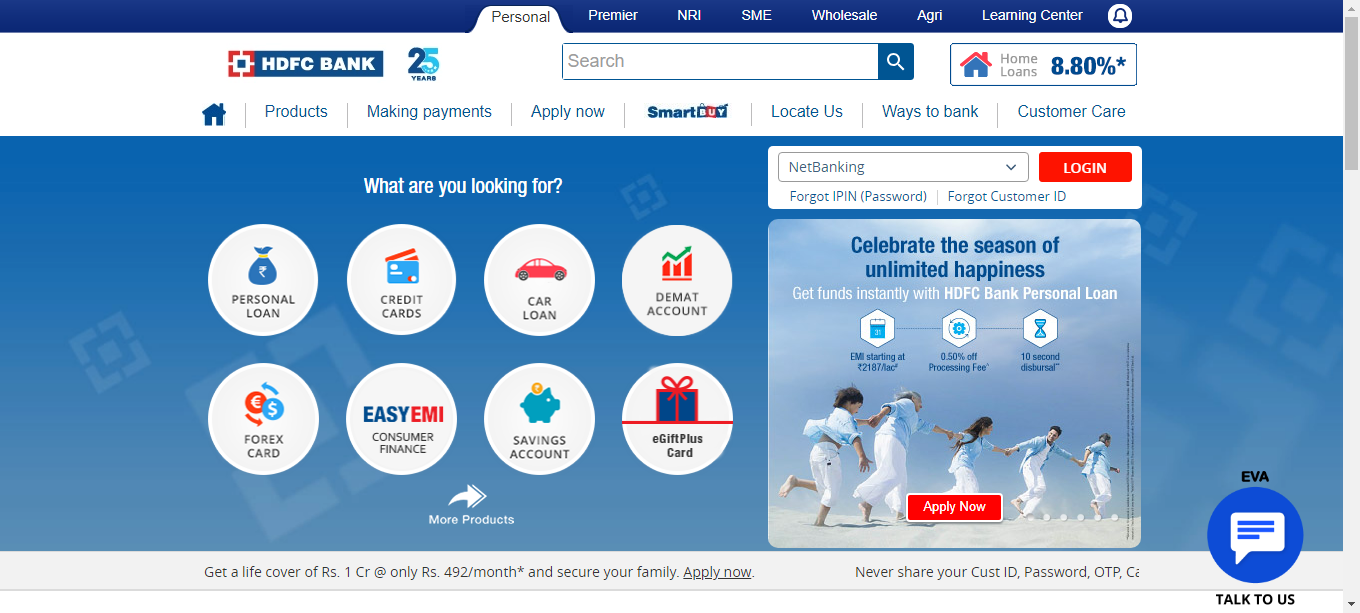 Personal Premier NRI SME Wholesale Agri Learning Center
HDFC BANK
25
YEARS
Search
Home
Loans
8.80%*
Products Making payments Apply now SmartBUY Locate Us Ways to bank Customer Care
What are you looking for?
PERSONAL
LOAN
CREDIT
CARDS
CAR
LOAN
DEMAT
ACCOUNT
FOREX
CARD
EASYEMI
CONSUMER
FINANCE
SAVINGS
ACCOUNT
eGiftPlus
Card
More Products
NetBanking LOGIN
Forgot IPIN (Password) Forgot Customer ID
Celebrate the season of
unlimited happiness
Get funds instantly with HDFC Bank Personal Loan
31
EMI starting at
₹2187/lac#
0.50% off
Processing Fee^
10 second
disbursal**
Apply Now
EVA
TALK TO US
Get a life cover of Rs. 1 Cr @ only Rs. 492/month* and secure your family. Apply now.
Never share your Cust ID, Password, OTP, Ca